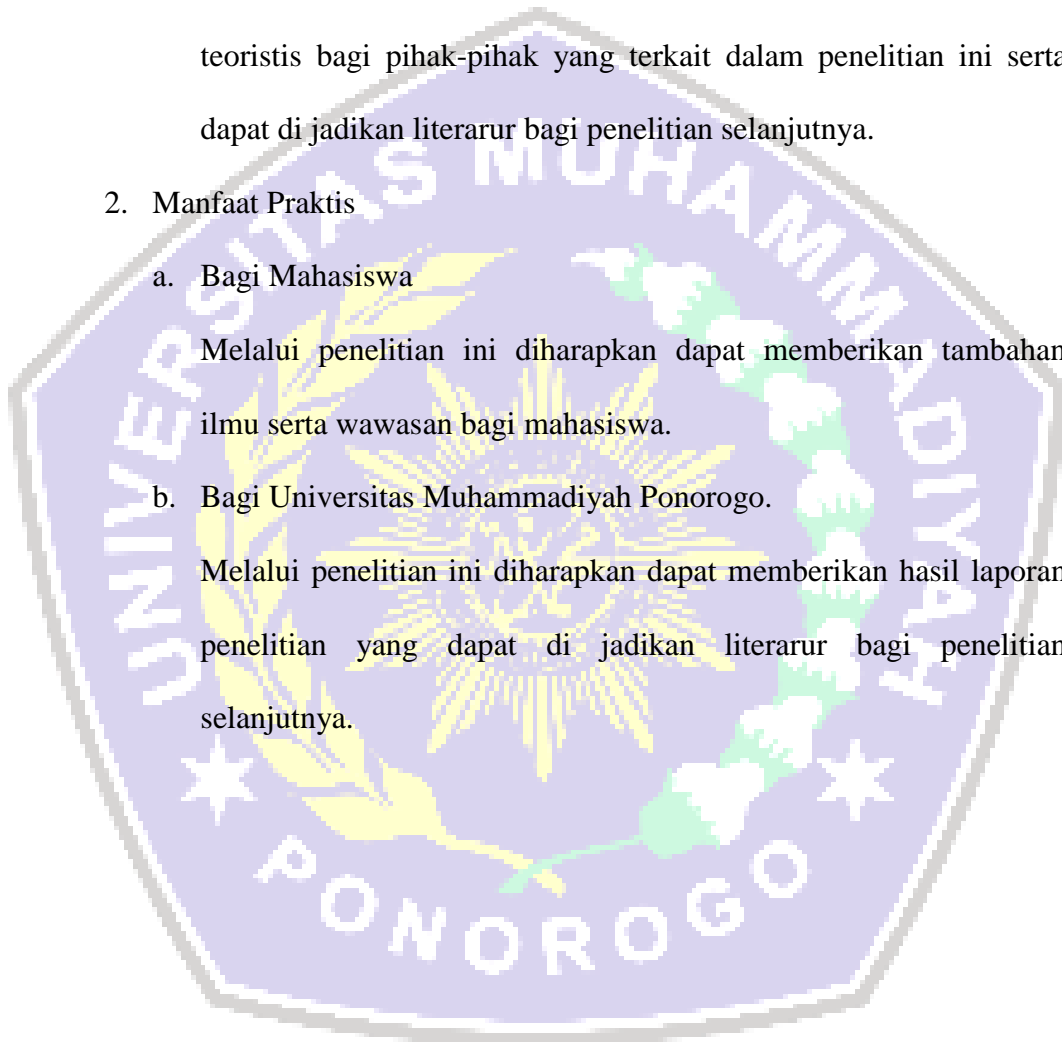 teoristis bagi pihak-pihak yang terkait dalam penelitian ini serta
dapat di jadikan literarur bagi penelitian selanjutnya.
2. Manfaat Praktis
a. Bagi Mahasiswa
Melalui penelitian ini diharapkan dapat memberikan tambahan
ilmu serta wawasan bagi mahasiswa.
b. Bagi Universitas Muhammadiyah Ponorogo.
Melalui penelitian ini diharapkan dapat memberikan hasil laporan
penelitian yang dapat di jadikan literarur bagi penelitian
selanjutnya.
UNIVERSITAS MUHAMMADIYAH
PONOROGO